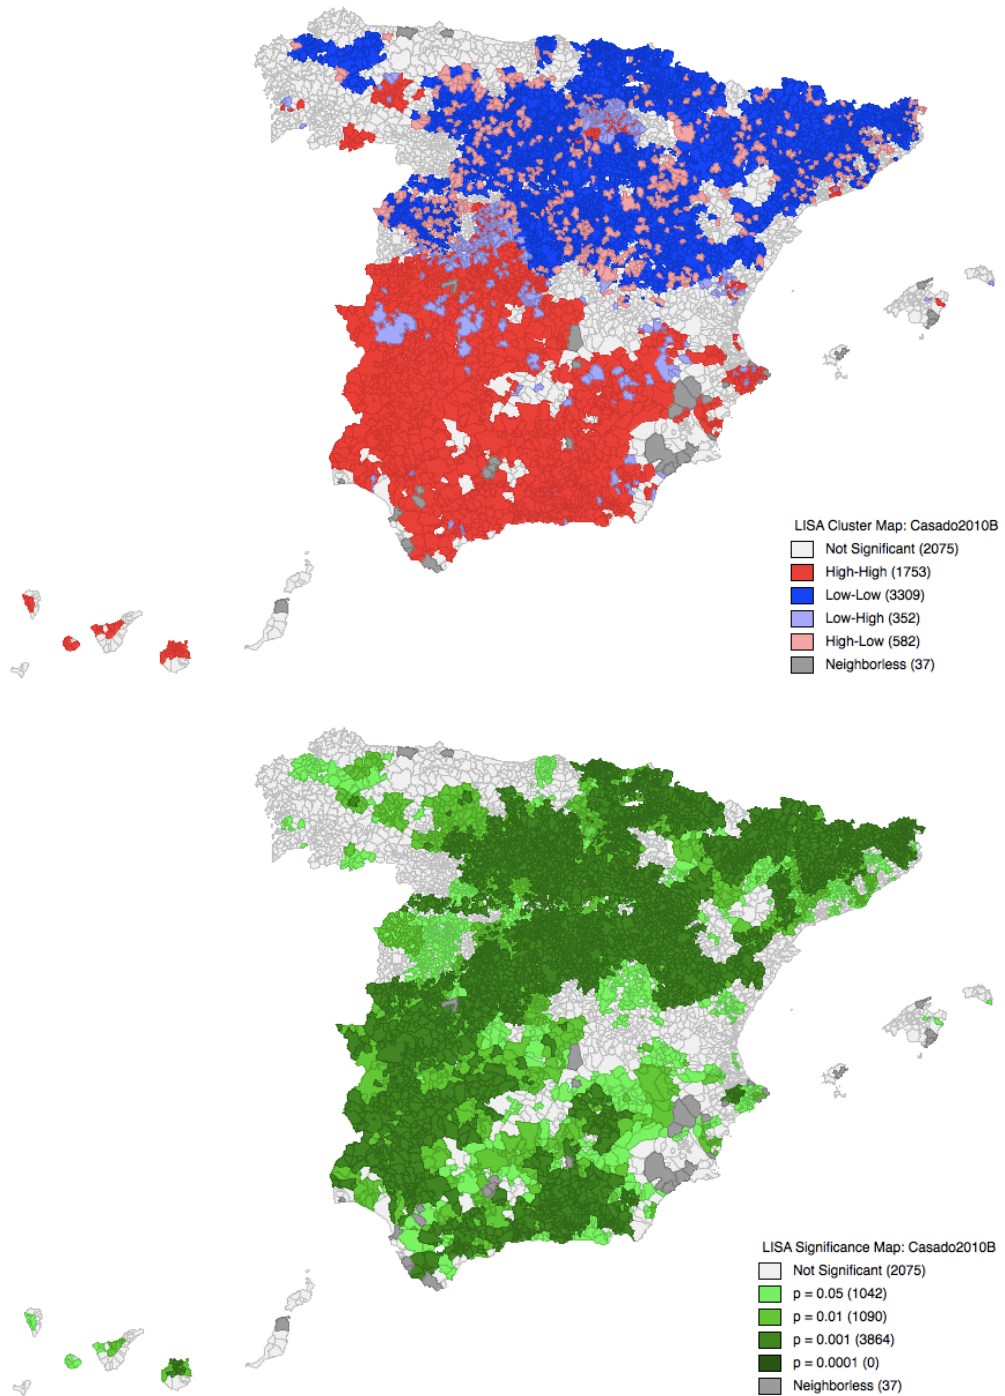 LISA Cluster Map: Casado2010B
Not Significant (2075)
High-High (1753)
Low-Low (3309)
Low-High (352)
High-Low (582)
Neighborless (37)
LISA Significance Map: Casado2010B
Not Significant (2075)
p = 0.05 (1042)
p = 0.01 (1090)
p = 0.001 (3864)
p = 0.0001 (0)
Neighborless (37)